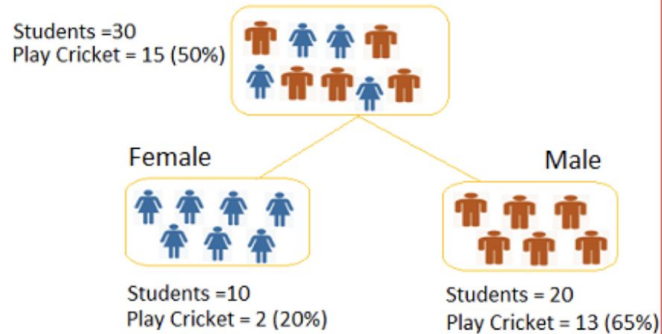 Students =30
Play Cricket = 15 (50%)
Female
Male
Students =10
Play Cricket = 2 (20%)
Students = 20
Play Cricket = 13 (65%)